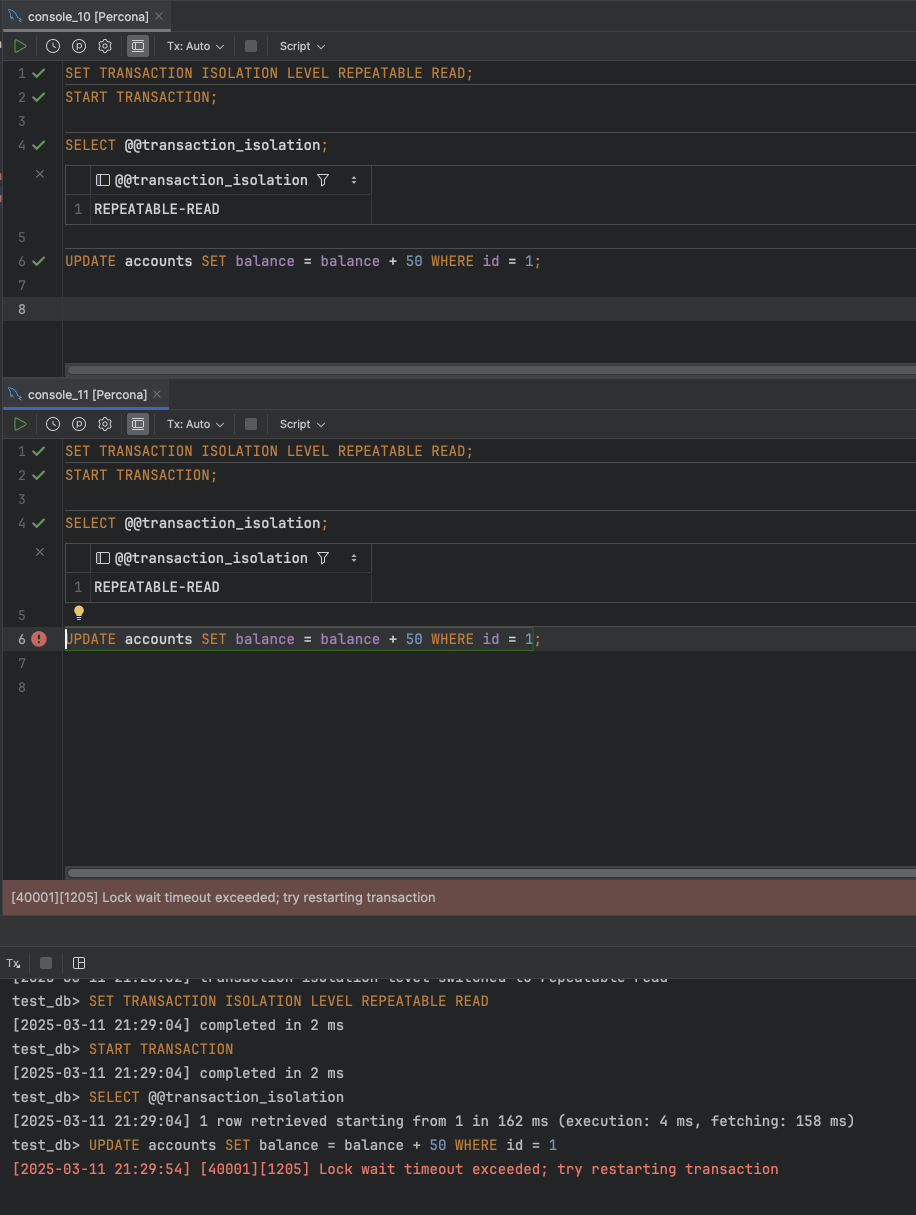 console_10 [Percona]
Tx: Auto
Script
1 SET TRANSACTION ISOLATION LEVEL REPEATABLE READ;
2 START TRANSACTION;
3
4 SELECT @@transaction_isolation;
@@transaction_isolation
1 REPEATABLE-READ
5
6 UPDATE accounts SET balance = balance + 50 WHERE id = 1;
7
8
console_11 [Percona]
Tx: Auto
Script
1 SET TRANSACTION ISOLATION LEVEL REPEATABLE READ;
2 START TRANSACTION;
3
4 SELECT @@transaction_isolation;
@@transaction_isolation
1 REPEATABLE-READ
5
6 UPDATE accounts SET balance = balance + 50 WHERE id = 1;
7
8
[40001][1205] Lock wait timeout exceeded; try restarting transaction
Tx
transaction isolation level switched to repeatable read
test_db> SET TRANSACTION ISOLATION LEVEL REPEATABLE READ
[2025-03-11 21:29:04] completed in 2 ms
test_db> START TRANSACTION
[2025-03-11 21:29:04] completed in 2 ms
test_db> SELECT @@transaction_isolation
[2025-03-11 21:29:04] 1 row retrieved starting from 1 in 162 ms (execution: 4 ms, fetching: 158 ms)
test_db> UPDATE accounts SET balance = balance + 50 WHERE id = 1
[2025-03-11 21:29:54] [40001][1205] Lock wait timeout exceeded; try restarting transaction